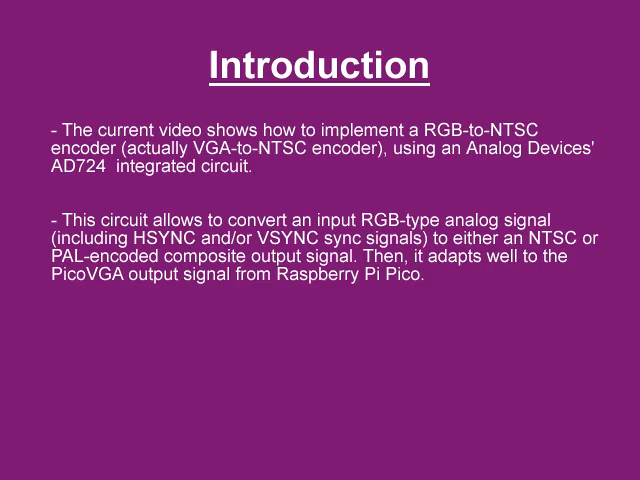 Introduction
- The current video shows how to implement a RGB-to-NTSC
encoder (actually VGA-to-NTSC encoder), using an Analog Devices'
AD724  integrated circuit.
- This circuit allows to convert an input RGB-type analog signal
(including HSYNC and/or VSYNC sync signals) to either an NTSC or
PAL-encoded composite output signal. Then, it adapts well to the
PicoVGA output signal from Raspberry Pi Pico.